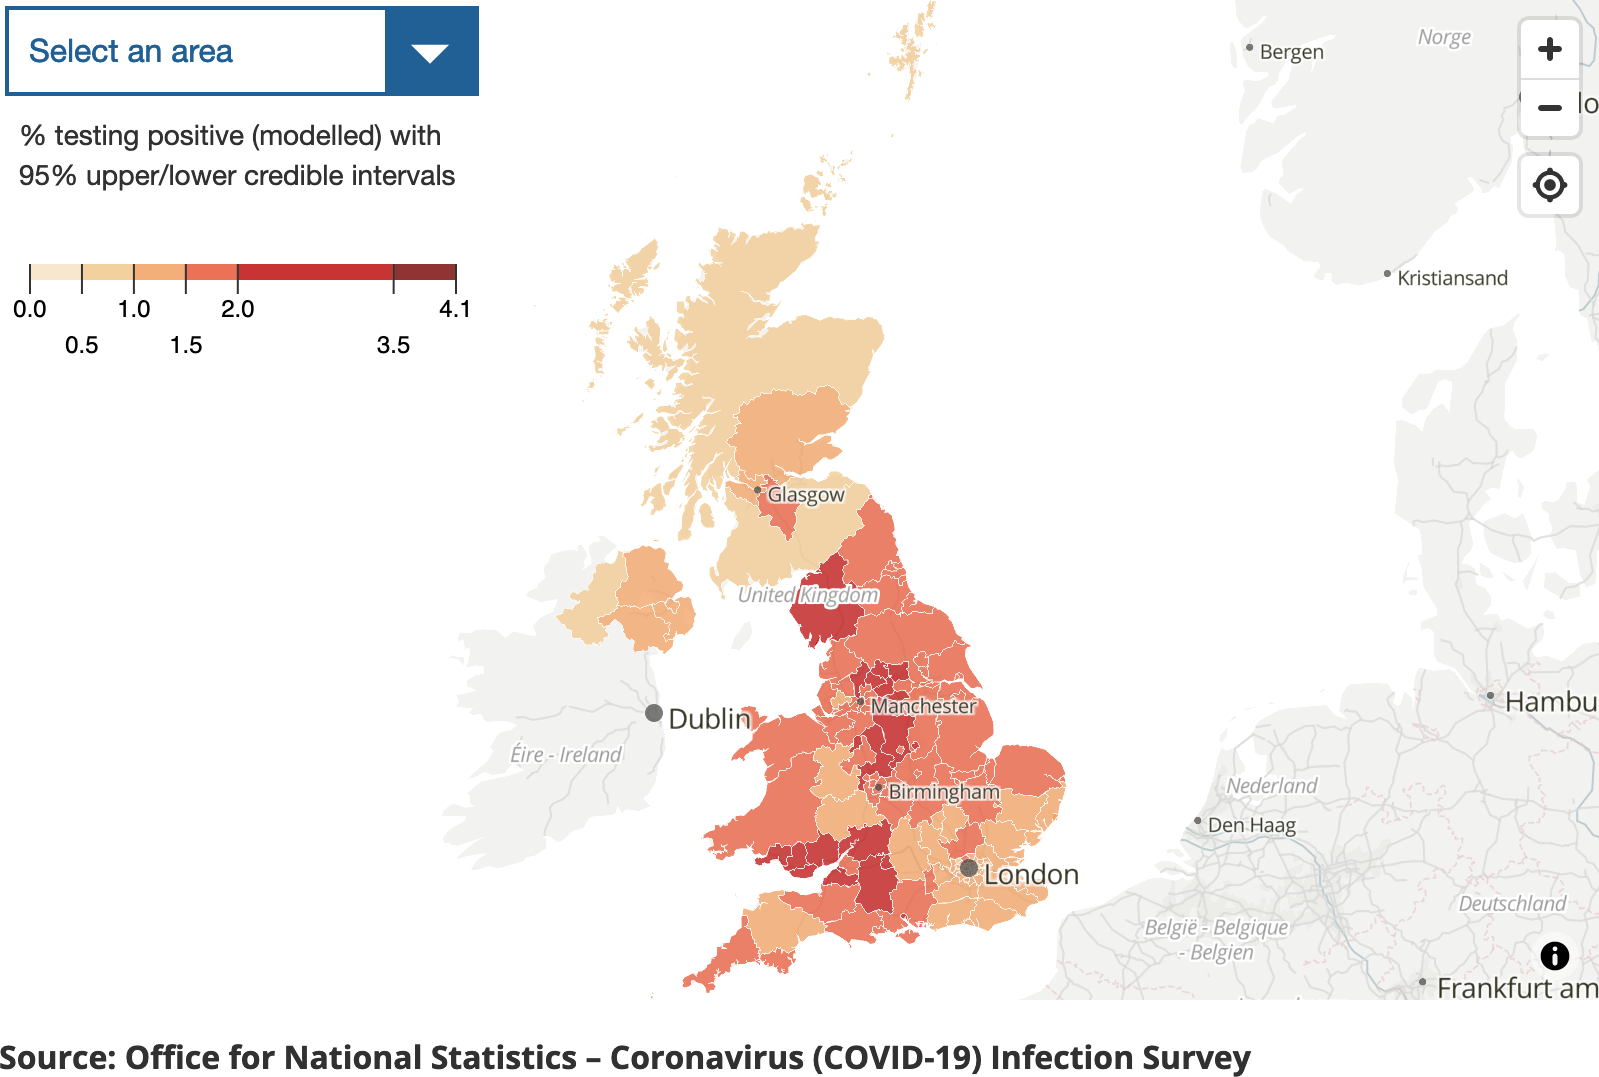 Select an area
% testing positive (modelled) with
95% upper/lower credible intervals
0.0
1.0
2.0
4.1
0.5
1.5
3.5
Bergen
Norge
+
−
Kristiansand
Glasgow
United Kingdom
Dublin
Manchester
Éire - Ireland
Hambu
Birmingham
Nederland
Den Haag
London
Deutschland
België - Belgique
- Belgien
Frankfurt am
Source: Office for National Statistics – Coronavirus (COVID-19) Infection Survey